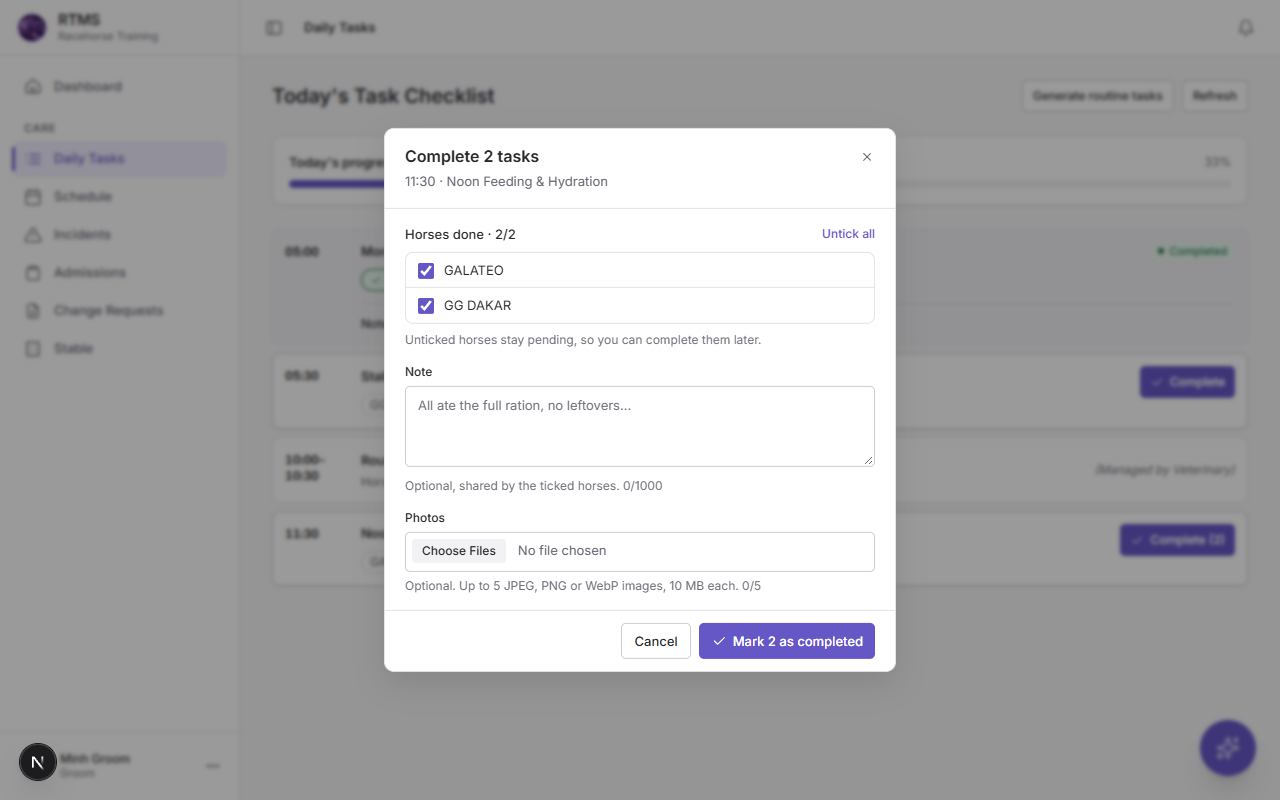 RTMS
Racehorse Training
Daily Tasks
Dashboard
CARE
Daily Tasks
Schedule
Incidents
Admissions
Change Requests
Stable
Minh Groom
Groom
Today's Task Checklist
Generate routine tasks
Refresh
Today's progre
33%
05:00
Completed
05:30
Complete
10:00-
10:30
(Managed by Veterinary)
11:30
Complete (2)
Complete 2 tasks
11:30 · Noon Feeding & Hydration
Horses done · 2/2
Untick all
GALATEO
GG DAKAR
Unticked horses stay pending, so you can complete them later.
Note
All ate the full ration, no leftovers...
Optional, shared by the ticked horses. 0/1000
Photos
Choose Files
No file chosen
Optional. Up to 5 JPEG, PNG or WebP images, 10 MB each. 0/5
Cancel
Mark 2 as completed
N